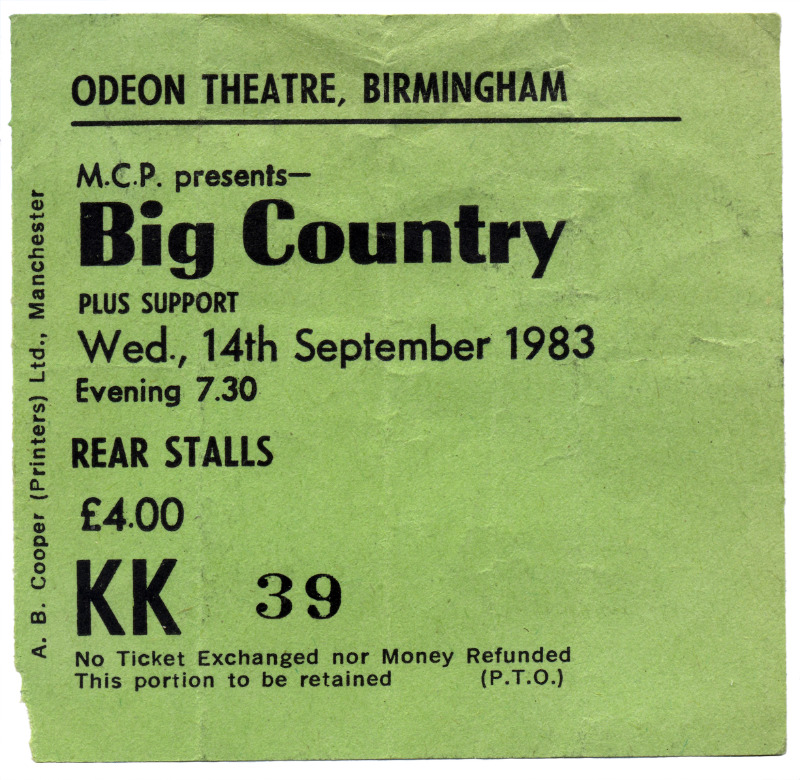 ODEON THEATRE, BIRMINGHAM
M.C.P. presents—
Big Country
PLUS SUPPORT
Wed., 14th September 1983
Evening 7.30
REAR STALLS
£4.00
KK 39
No Ticket Exchanged nor Money Refunded
This portion to be retained (P.T.O.)
A. B. Cooper (Printers) Ltd., Manchester